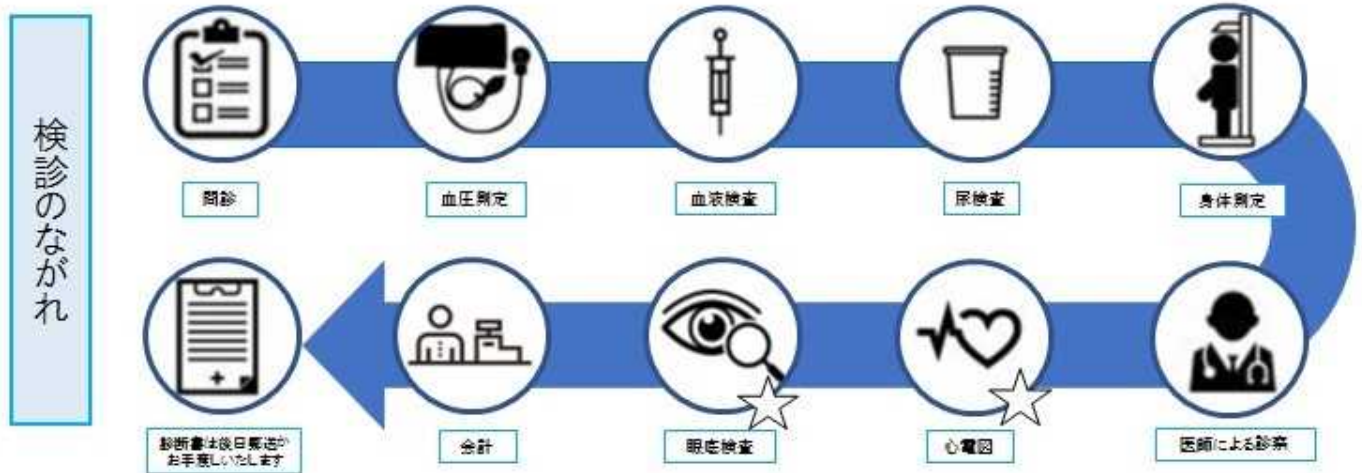 検診のながれ
問診
血圧測定
血液検査
尿検査
身体測定
医師による診察
心電図
眼底検査
会計
診断書は後日郵送か
お手渡しいたします